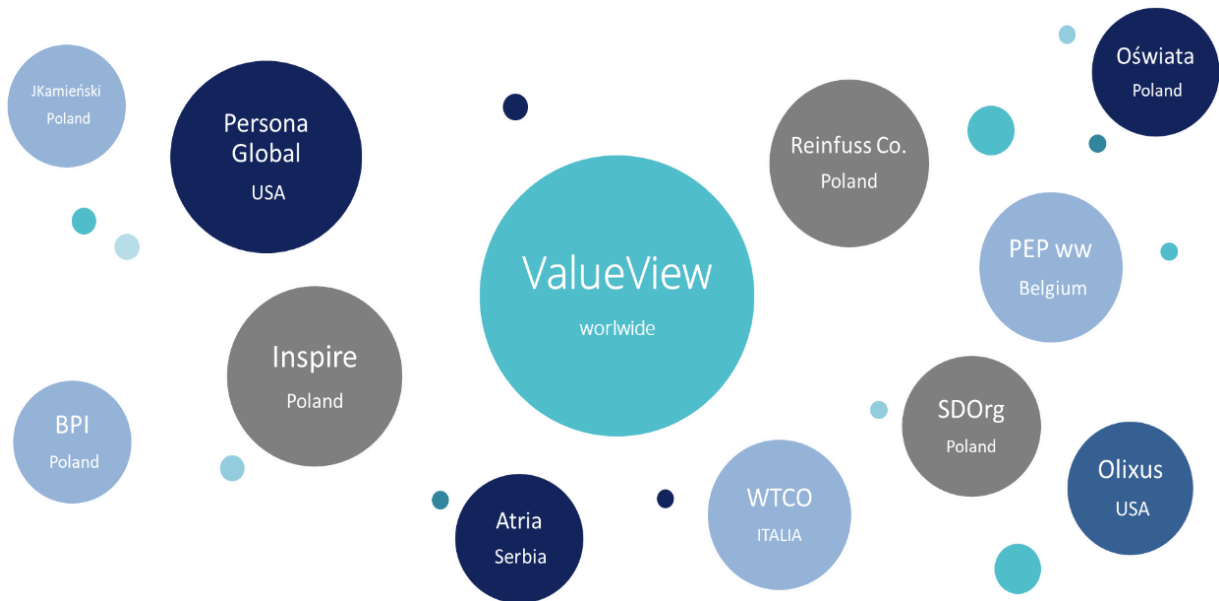 JKamieński
Poland
Persona
Global
USA
Oświata
Poland
Reinfuss Co.
Poland
ValueView
worlwide
PEP ww
Belgium
Inspire
Poland
BPI
Poland
SDOrg
Poland
Olixus
USA
WTCO
ITALIA
Atria
Serbia